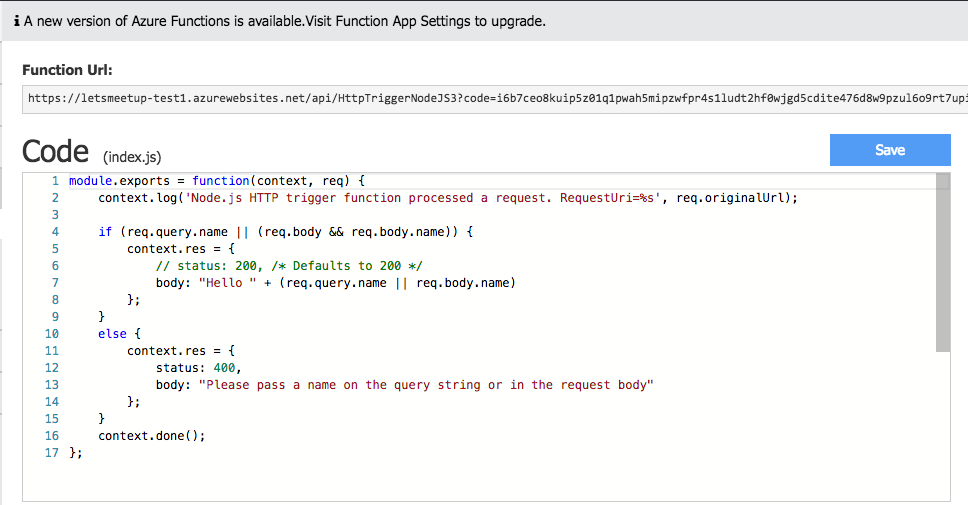 i A new version of Azure Functions is available.Visit Function App Settings to upgrade.
Function Url:
https://letsmeetup-test1.azurewebsites.net/api/HttpTriggerNodeJS3?code=i6b7ceo8kuip5z01q1pwah5mipzwfpr4s1ludt2hf0wjgd5cdite476d8w9pzul6o9rt7upi
Code (index.js)
Save
1 module.exports = function(context, req) {
2     context.log('Node.js HTTP trigger function processed a request. RequestUri=%s', req.originalUrl);
3
4     if (req.query.name || (req.body && req.body.name)) {
5         context.res = {
6             // status: 200, /* Defaults to 200 */
7             body: "Hello " + (req.query.name || req.body.name)
8         };
9     }
10     else {
11         context.res = {
12             status: 400,
13             body: "Please pass a name on the query string or in the request body"
14         };
15     }
16     context.done();
17 };